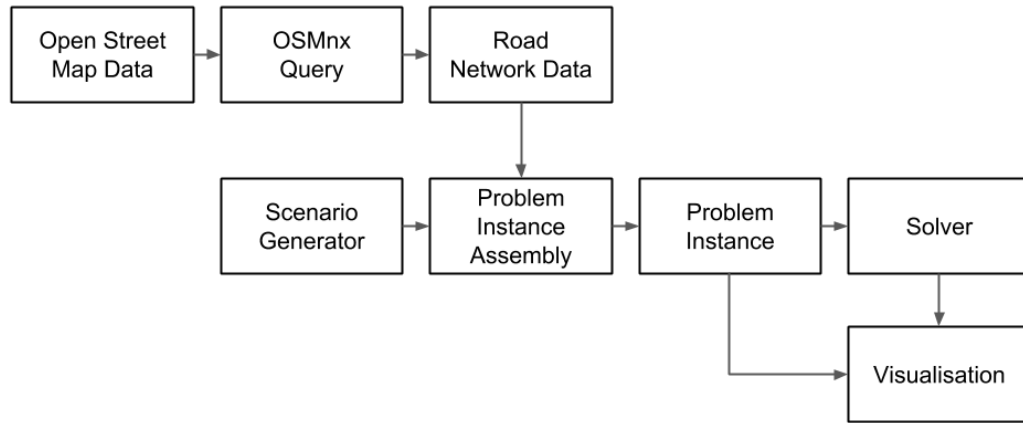 Open Street
Map Data
OSMnx
Query
Road
Network Data
Scenario
Generator
Problem
Instance
Assembly
Problem
Instance
Solver
Visualisation